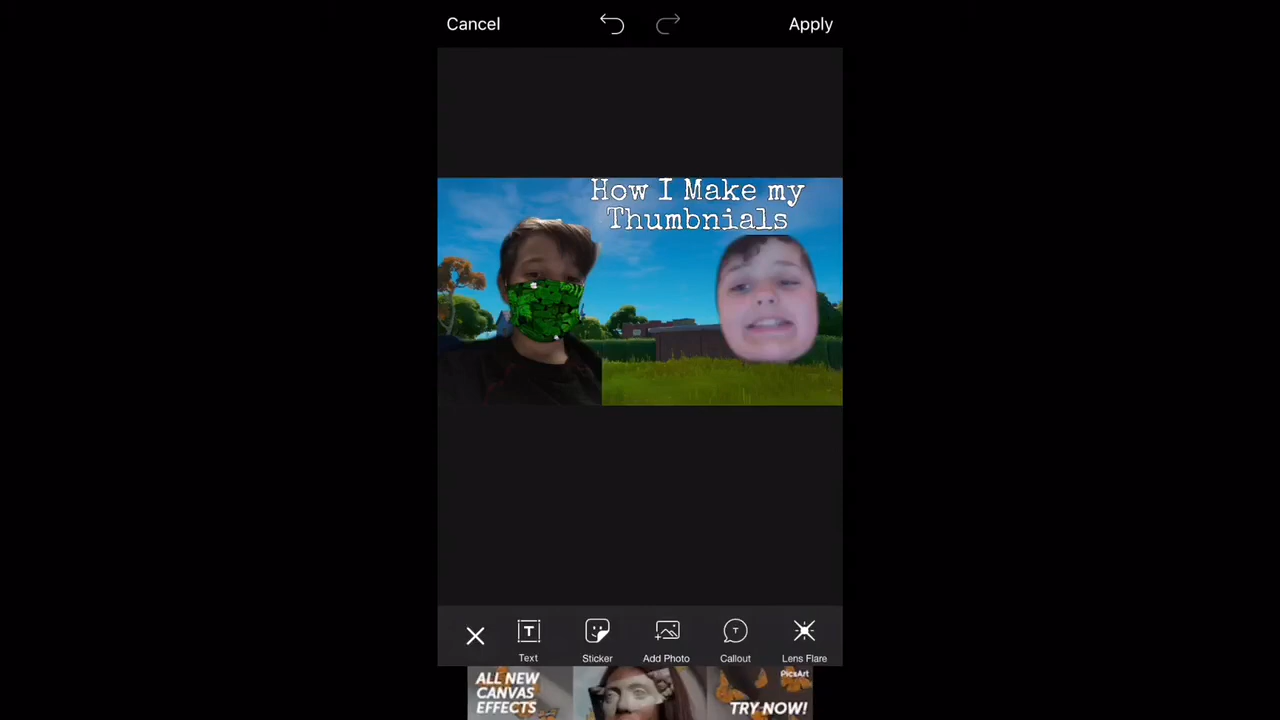 Cancel
Apply
How I Make my
Thumbnials
Text
Sticker
Add Photo
Callout
Lens Flare
ALL NEW
CANVAS
EFFECTS
PicsArt
TRY NOW!